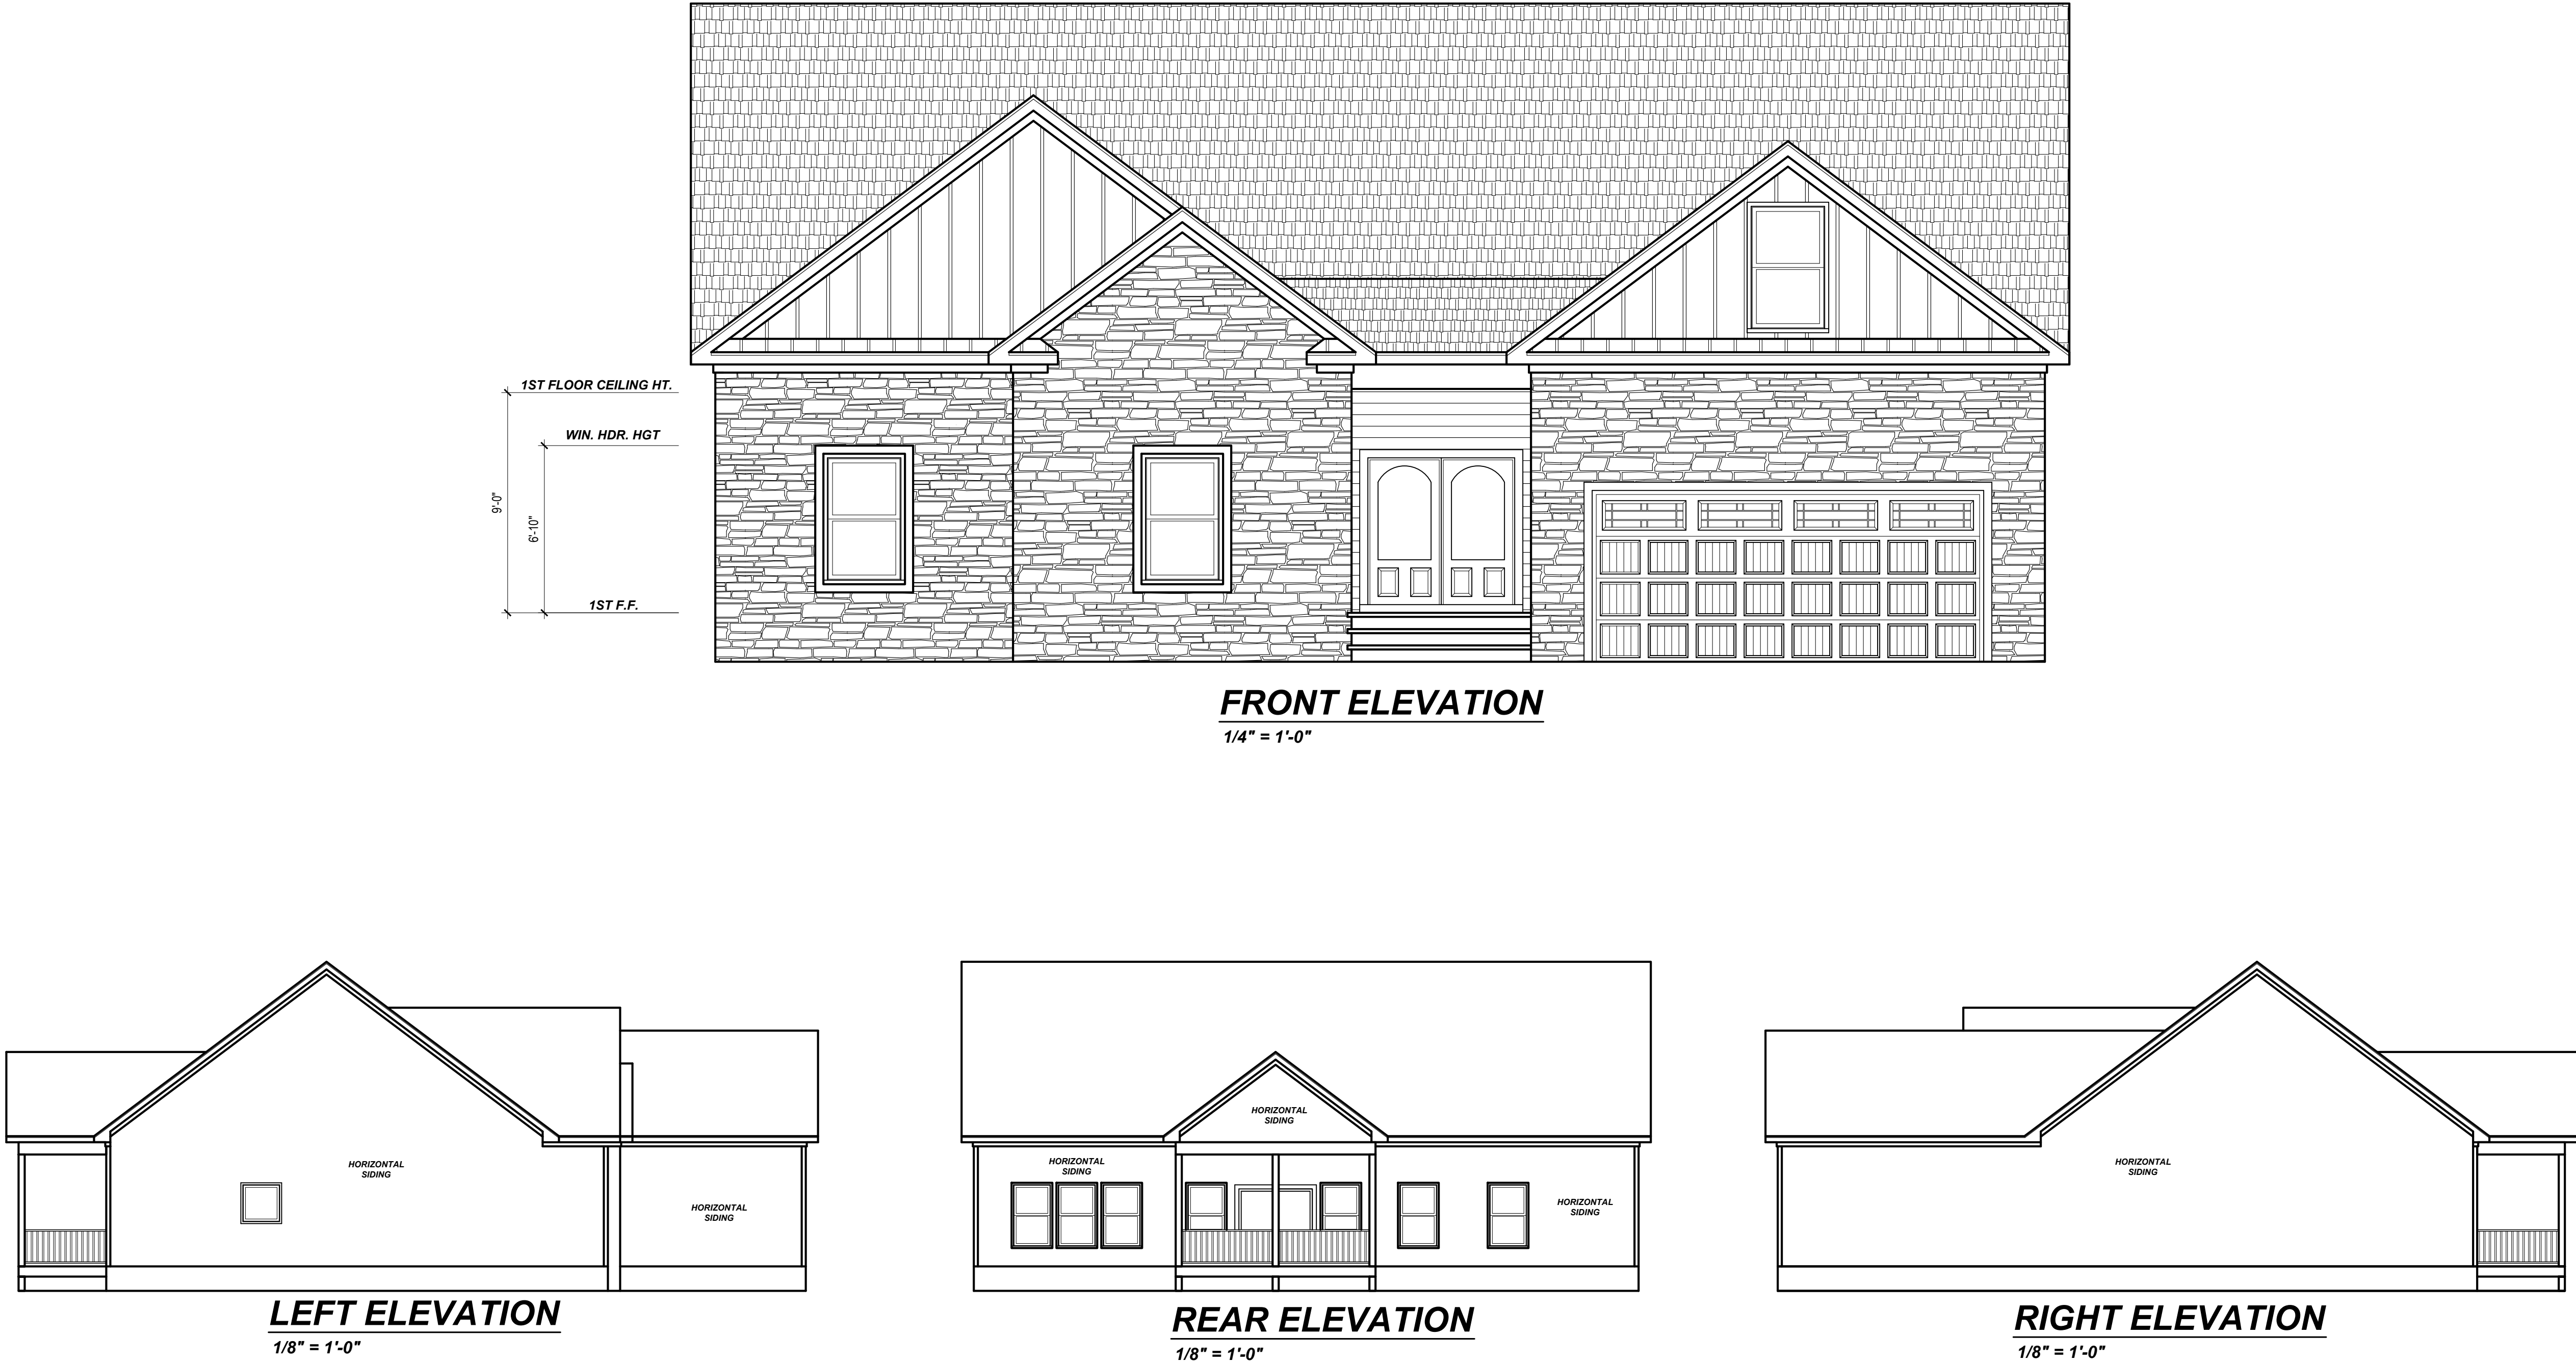 1ST FLOOR CEILING HT.
WIN. HDR. HGT
9'-0"
6'-10"
1ST F.F.
FRONT ELEVATION
1/4" = 1'-0"
HORIZONTAL
SIDING
HORIZONTAL
SIDING
LEFT ELEVATION
1/8" = 1'-0"
HORIZONTAL
SIDING
HORIZONTAL
SIDING
HORIZONTAL
SIDING
REAR ELEVATION
1/8" = 1'-0"
HORIZONTAL
SIDING
RIGHT ELEVATION
1/8" = 1'-0"